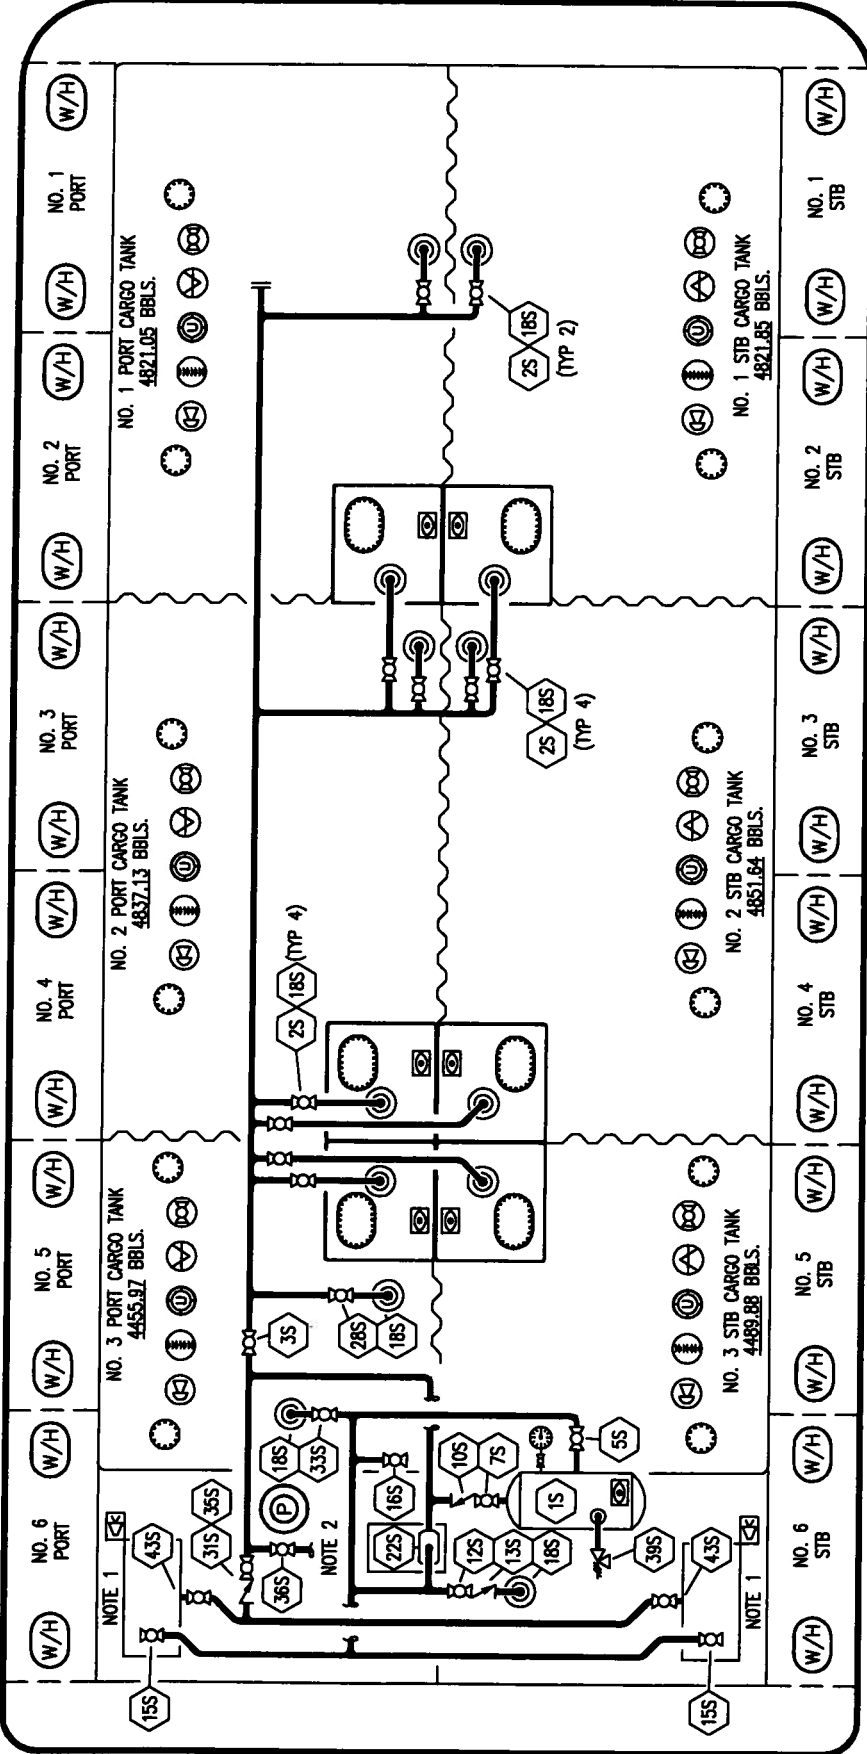 W/H
NO. 6
PORT
W/H
W/H
NO. 5
PORT
W/H
W/H
NO. 4
PORT
W/H
W/H
NO. 3
PORT
W/H
W/H
NO. 2
PORT
W/H
W/H
NO. 1
PORT
W/H
NOTE 1
NO. 3 PORT CARGO TANK
4455.97 BBLS.
NO. 2 PORT CARGO TANK
4837.13 BBLS.
NO. 1 PORT CARGO TANK
4821.05 BBLS.
U
U
U
15S
43S
31S
35S
36S
P
NOTE 2
18S
33S
3S
28S
18S
2S
18S
(TYP 4)
16S
22S
10S
7S
12S
13S
18S
1S
5S
39S
2S
18S
(TYP 4)
2S
18S
(TYP 2)
15S
43S
NOTE 1
U
U
U
NO. 3 STB CARGO TANK
4489.88 BBLS.
NO. 2 STB CARGO TANK
4851.64 BBLS.
NO. 1 STB CARGO TANK
4821.85 BBLS.
W/H
NO. 6
STB
W/H
W/H
NO. 5
STB
W/H
W/H
NO. 4
STB
W/H
W/H
NO. 3
STB
W/H
W/H
NO. 2
STB
W/H
W/H
NO. 1
STB
W/H